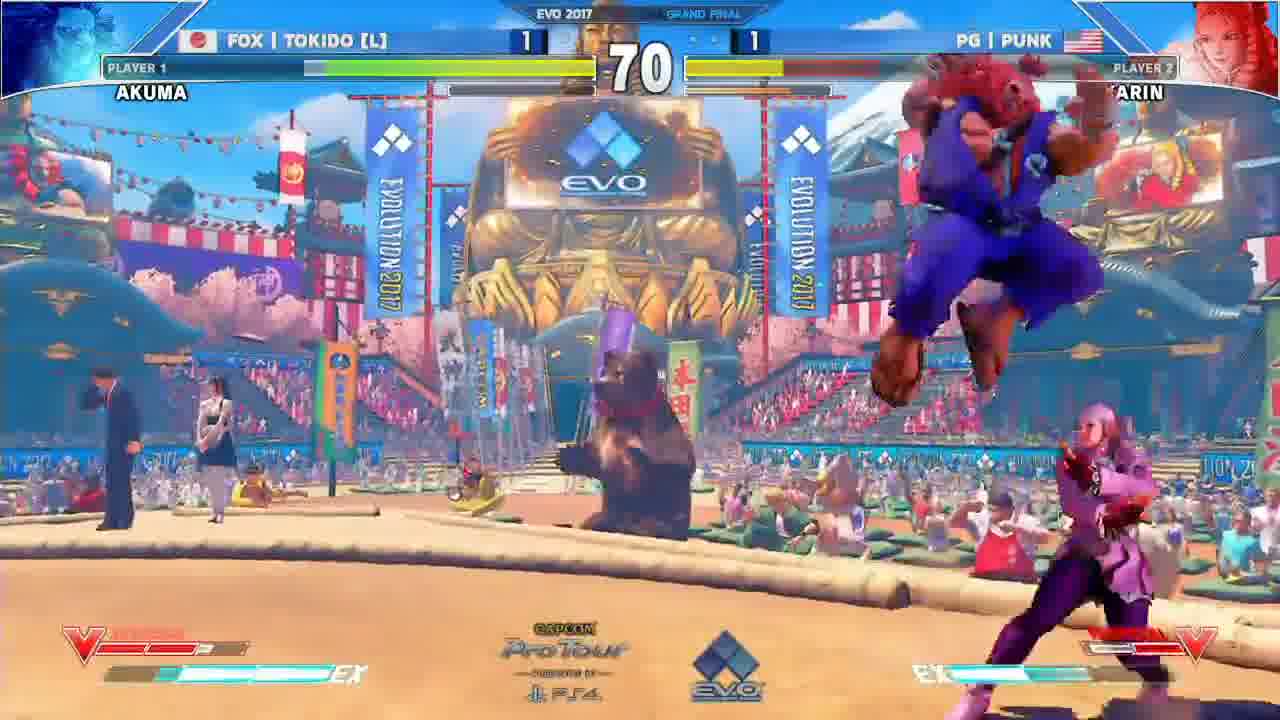 EVO 2017 GRAND FINAL
FOX | TOKIDO [L] 1 1 PG | PUNK
PLAYER 1 70 PLAYER 2
AKUMA KARIN
EVO
EVOLUTION 2017
EVOLUTION 2017
EX EX
CAPCOM
Pro Tour
PS4
EVO